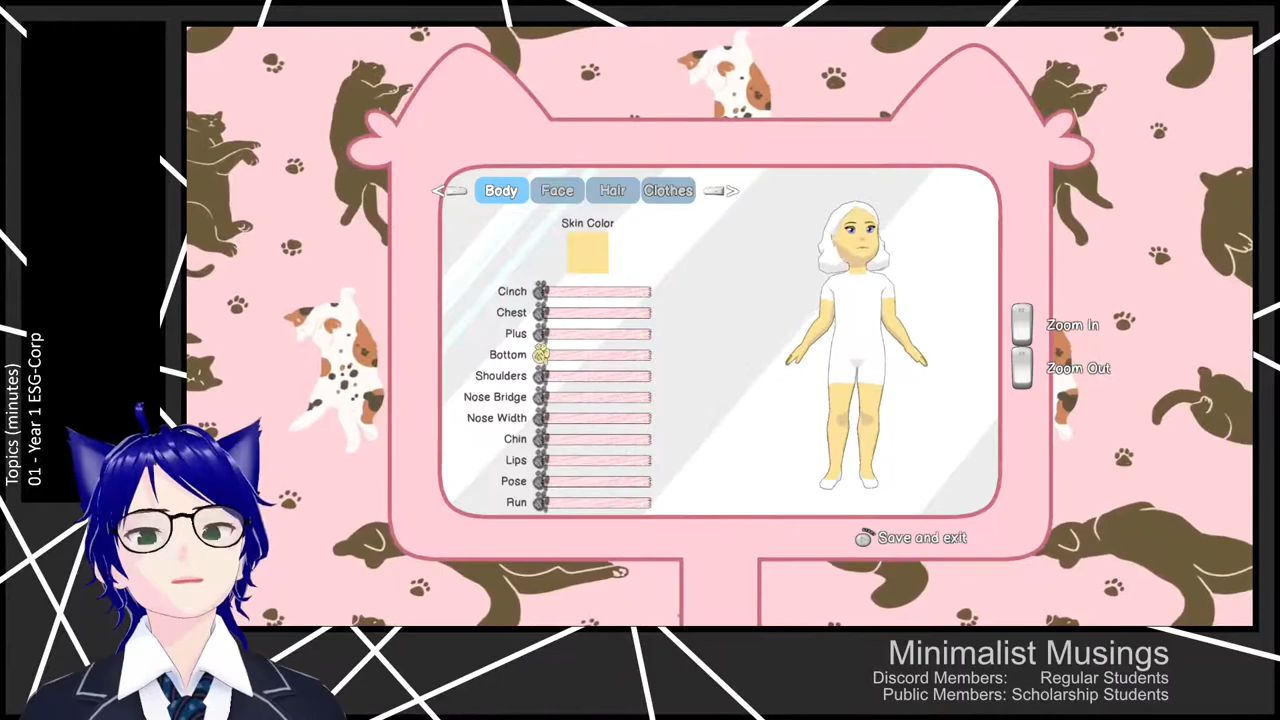 Topics (minutes)
01 - Year 1 ESG-Corp
< Body Face Hair Clothes >
Skin Color
Cinch
Chest
Plus
Bottom
Shoulders
Nose Bridge
Nose Width
Chin
Lips
Pose
Run
Zoom In
Zoom Out
Save and exit
Minimalist Musings
Discord Members: Regular Students
Public Members: Scholarship Students